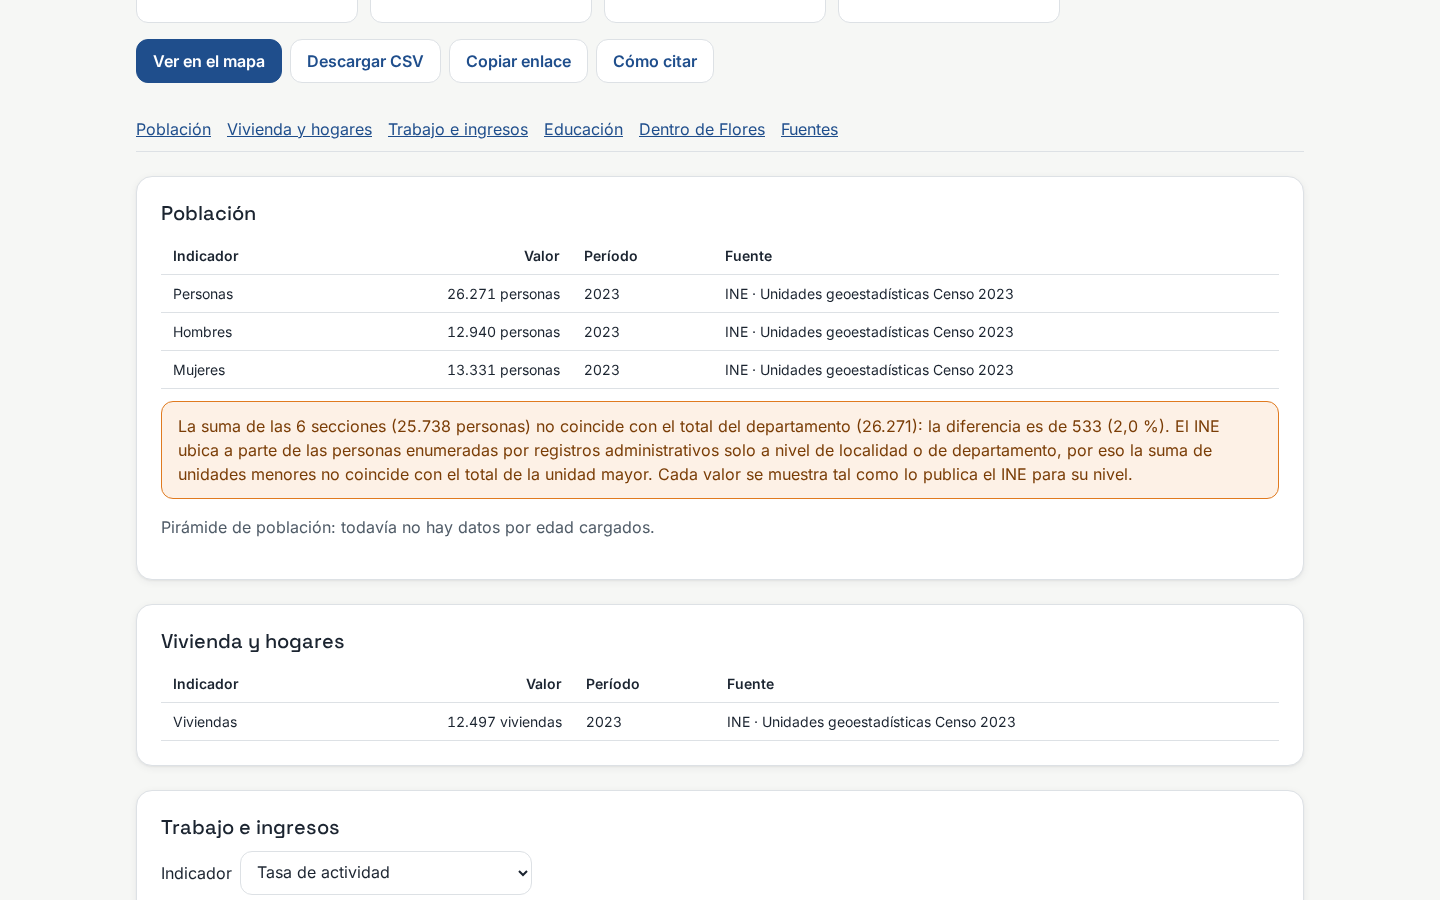 Ver en el mapa Descargar CSV Copiar enlace Cómo citar
Población Vivienda y hogares Trabajo e ingresos Educación Dentro de Flores Fuentes
Población
Indicador Valor Período Fuente
Personas 26.271 personas 2023 INE · Unidades geoestadísticas Censo 2023
Hombres 12.940 personas 2023 INE · Unidades geoestadísticas Censo 2023
Mujeres 13.331 personas 2023 INE · Unidades geoestadísticas Censo 2023
La suma de las 6 secciones (25.738 personas) no coincide con el total del departamento (26.271): la diferencia es de 533 (2,0 %). El INE
ubica a parte de las personas enumeradas por registros administrativos solo a nivel de localidad o de departamento, por eso la suma de
unidades menores no coincide con el total de la unidad mayor. Cada valor se muestra tal como lo publica el INE para su nivel.
Pirámide de población: todavía no hay datos por edad cargados.
Vivienda y hogares
Indicador Valor Período Fuente
Viviendas 12.497 viviendas 2023 INE · Unidades geoestadísticas Censo 2023
Trabajo e ingresos
Indicador Tasa de actividad